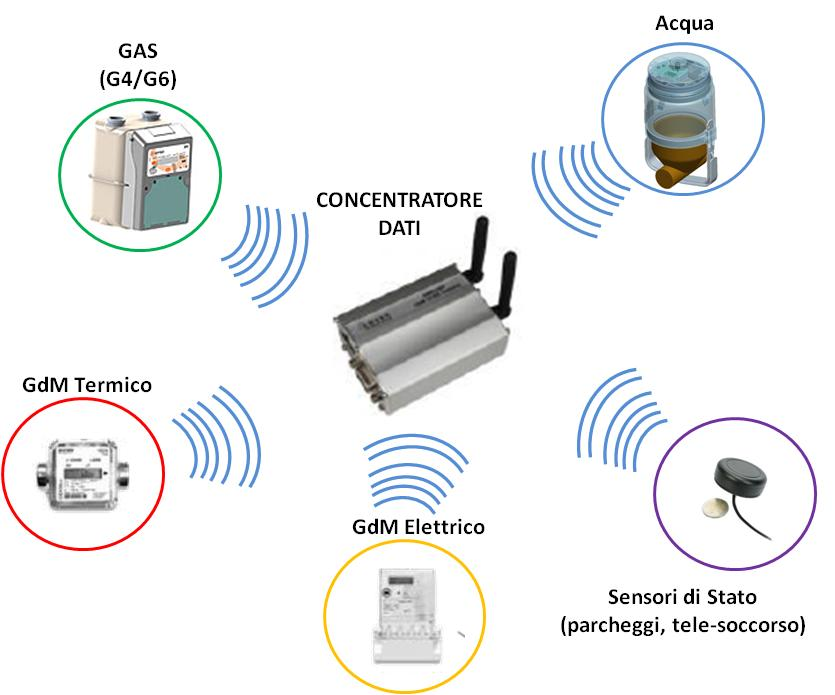 Acqua
GAS
(G4/G6)
CONCENTRATORE
DATI
GdM Termico
GdM Elettrico
Sensori di Stato
(parcheggi, tele-soccorso)